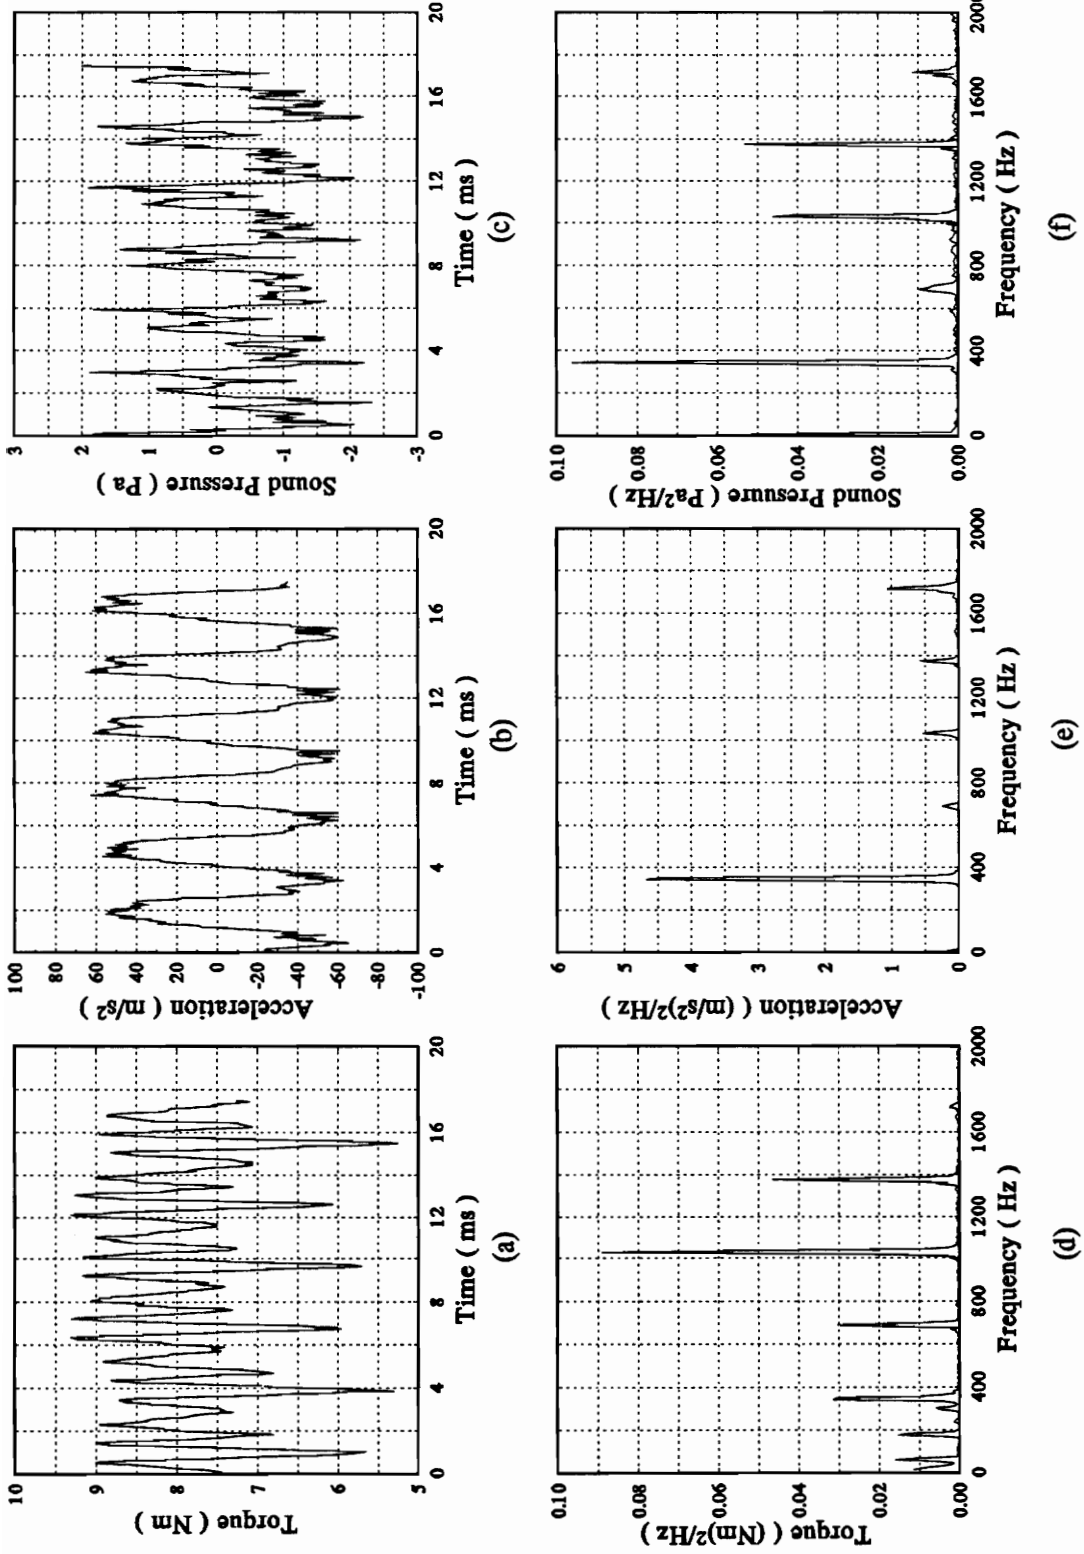 10
9
8
7
6
5
Torque ( Nm )
0 4 8 12 16 20
Time ( ms )
(a)
100
80
60
40
20
0
-20
-40
-60
-80
-100
Acceleration ( m/s²)
0 4 8 12 16 20
Time ( ms )
(b)
3
2
1
0
-1
-2
-3
Sound Pressure ( Pa )
0 4 8 12 16 20
Time ( ms )
(c)
0.10
0.08
0.06
0.04
0.02
0.00
Torque ( (Nm)²/Hz )
0 400 800 1200 1600 2000
Frequency ( Hz )
(d)
6
5
4
3
2
1
0
Acceleration ( (m/s²)²/Hz )
0 400 800 1200 1600 2000
Frequency ( Hz )
(e)
0.10
0.08
0.06
0.04
0.02
0.00
Sound Pressure ( Pa²/Hz )
0 400 800 1200 1600 2000
Frequency ( Hz )
(f)